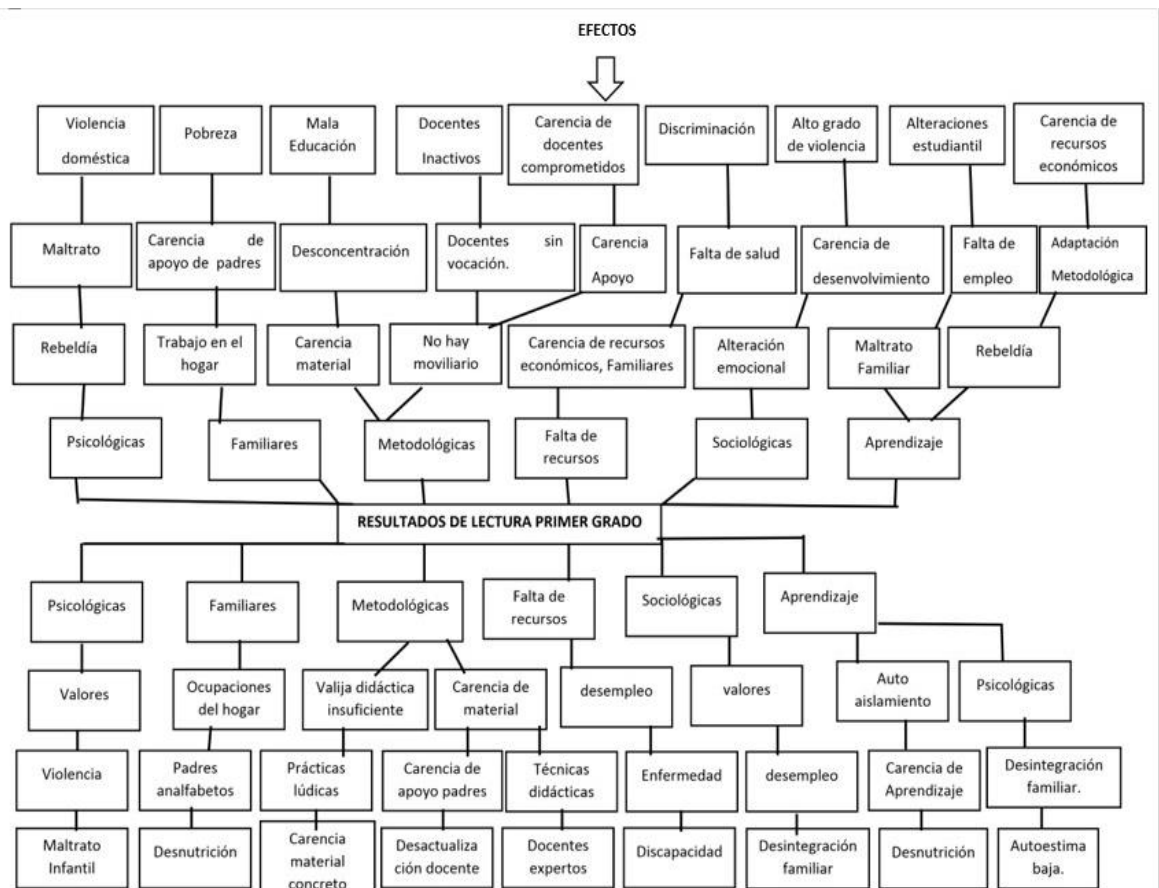 EFECTOS
Violencia
doméstica
Pobreza
Mala
Educación
Docentes
Inactivos
Carencia de
docentes
comprometidos
Discriminación
Alto grado
de violencia
Alteraciones
estudiantil
Carencia de
recursos
económicos
Maltrato
Carencia de
apoyo de padres
Desconcentración
Docentes sin
vocación.
Carencia
Apoyo
Falta de salud
Carencia de
desenvolvimiento
Falta de
empleo
Adaptación
Metodológica
Rebeldía
Trabajo en el
hogar
Carencia
material
No hay
moviliario
Carencia de recursos
económicos, Familiares
Alteración
emocional
Maltrato
Familiar
Rebeldía
Psicológicas
Familiares
Metodológicas
Falta de
recursos
Sociológicas
Aprendizaje
RESULTADOS DE LECTURA PRIMER GRADO
Psicológicas
Familiares
Metodológicas
Falta de
recursos
Sociológicas
Aprendizaje
Valores
Ocupaciones
del hogar
Valija didáctica
insuficiente
Carencia de
material
desempleo
valores
Auto
aislamiento
Psicológicas
Violencia
Padres
analfabetos
Prácticas
lúdicas
Carencia de
apoyo padres
Técnicas
didácticas
Enfermedad
desempleo
Carencia de
Aprendizaje
Desintegración
familiar.
Maltrato
Infantil
Desnutrición
Carencia
material
concreto
Desactualiza
ción docente
Docentes
expertos
Discapacidad
Desintegración
familiar
Desnutrición
Autoestima
baja.